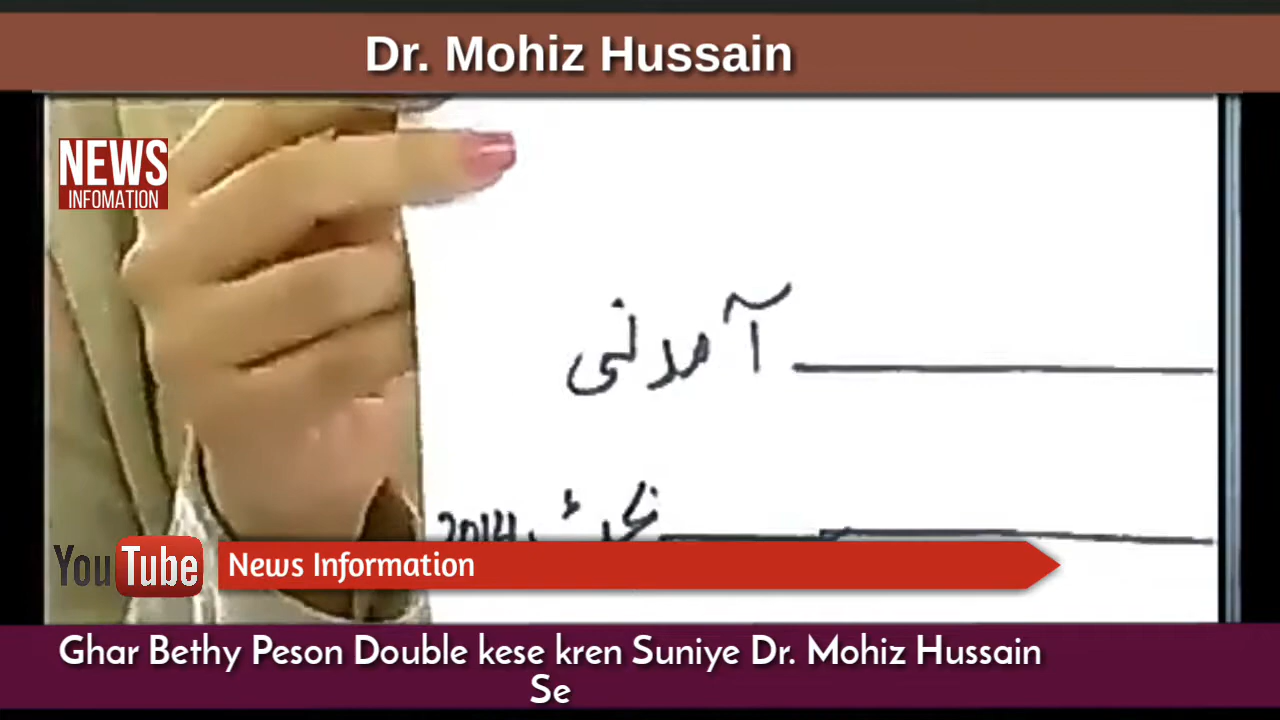 Dr. Mohiz Hussain
NEWS
INFOMATION
آمدنی
2014
YouTube
News Information
Ghar Bethy Peson Double kese kren Suniye Dr. Mohiz Hussain
Se